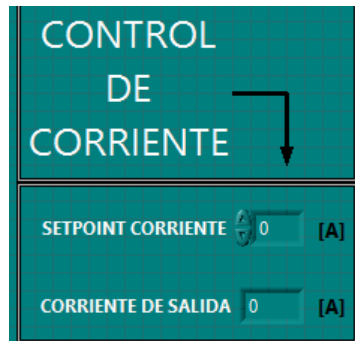 CONTROL
DE
CORRIENTE
SETPOINT CORRIENTE 0 [A]
CORRIENTE DE SALIDA 0 [A]